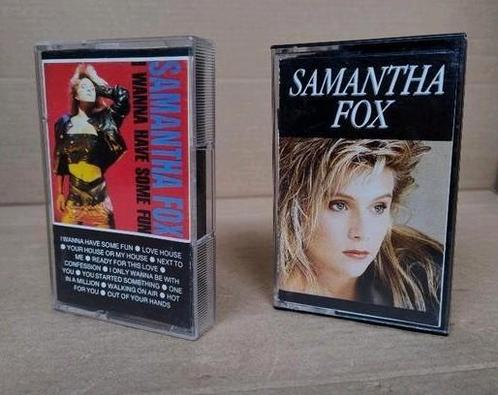 SAMANTHA FOX
I WANNA HAVE SOME FUN
I WANNA HAVE SOME FUN ● LOVE HOUSE
● YOUR HOUSE OR MY HOUSE ● NEXT TO
ME ● READY FOR THIS LOVE ●
CONFESSION ● I ONLY WANNA BE WITH
YOU ● YOU STARTED SOMETHING ● ONE
IN A MILLION ● WALKING ON AIR ● HOT
FOR YOU ● OUT OF YOUR HANDS
SAMANTHA
FOX